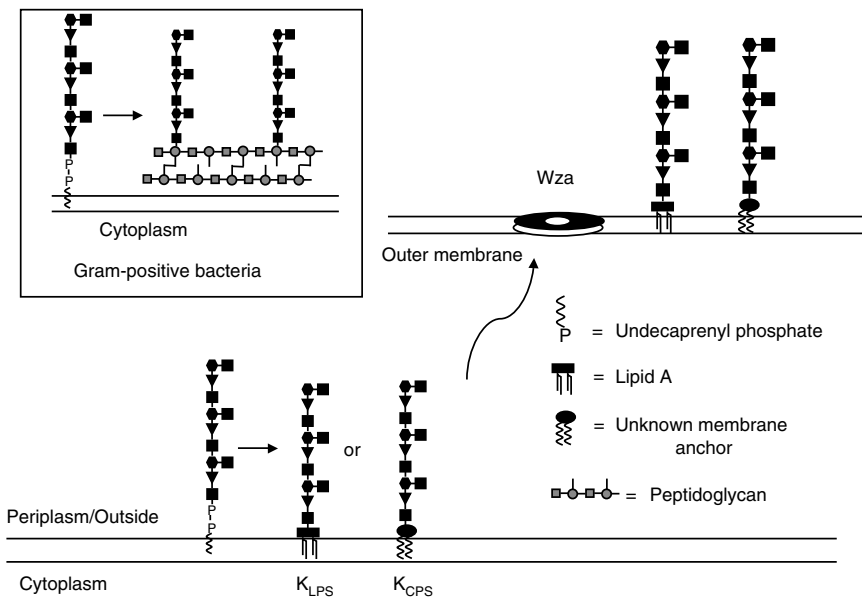 P
P
Cytoplasm
Gram-positive bacteria
Wza
Outer membrane
P = Undecaprenyl phosphate
= Lipid A
= Unknown membrane
anchor
= Peptidoglycan
or
Periplasm/Outside
P
P
Cytoplasm
K_LPS
K_CPS